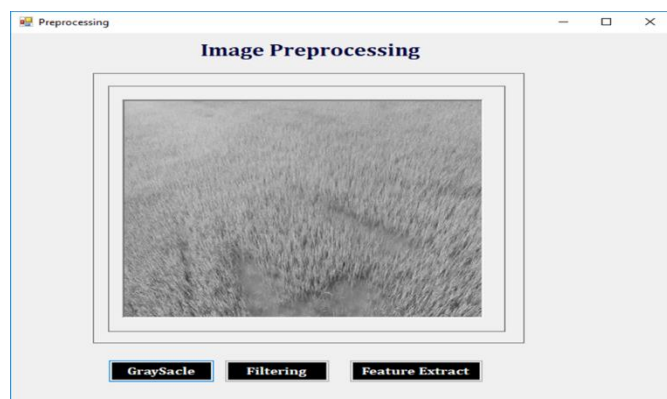 Preprocessing
Image Preprocessing
GraySacle Filtering Feature Extract